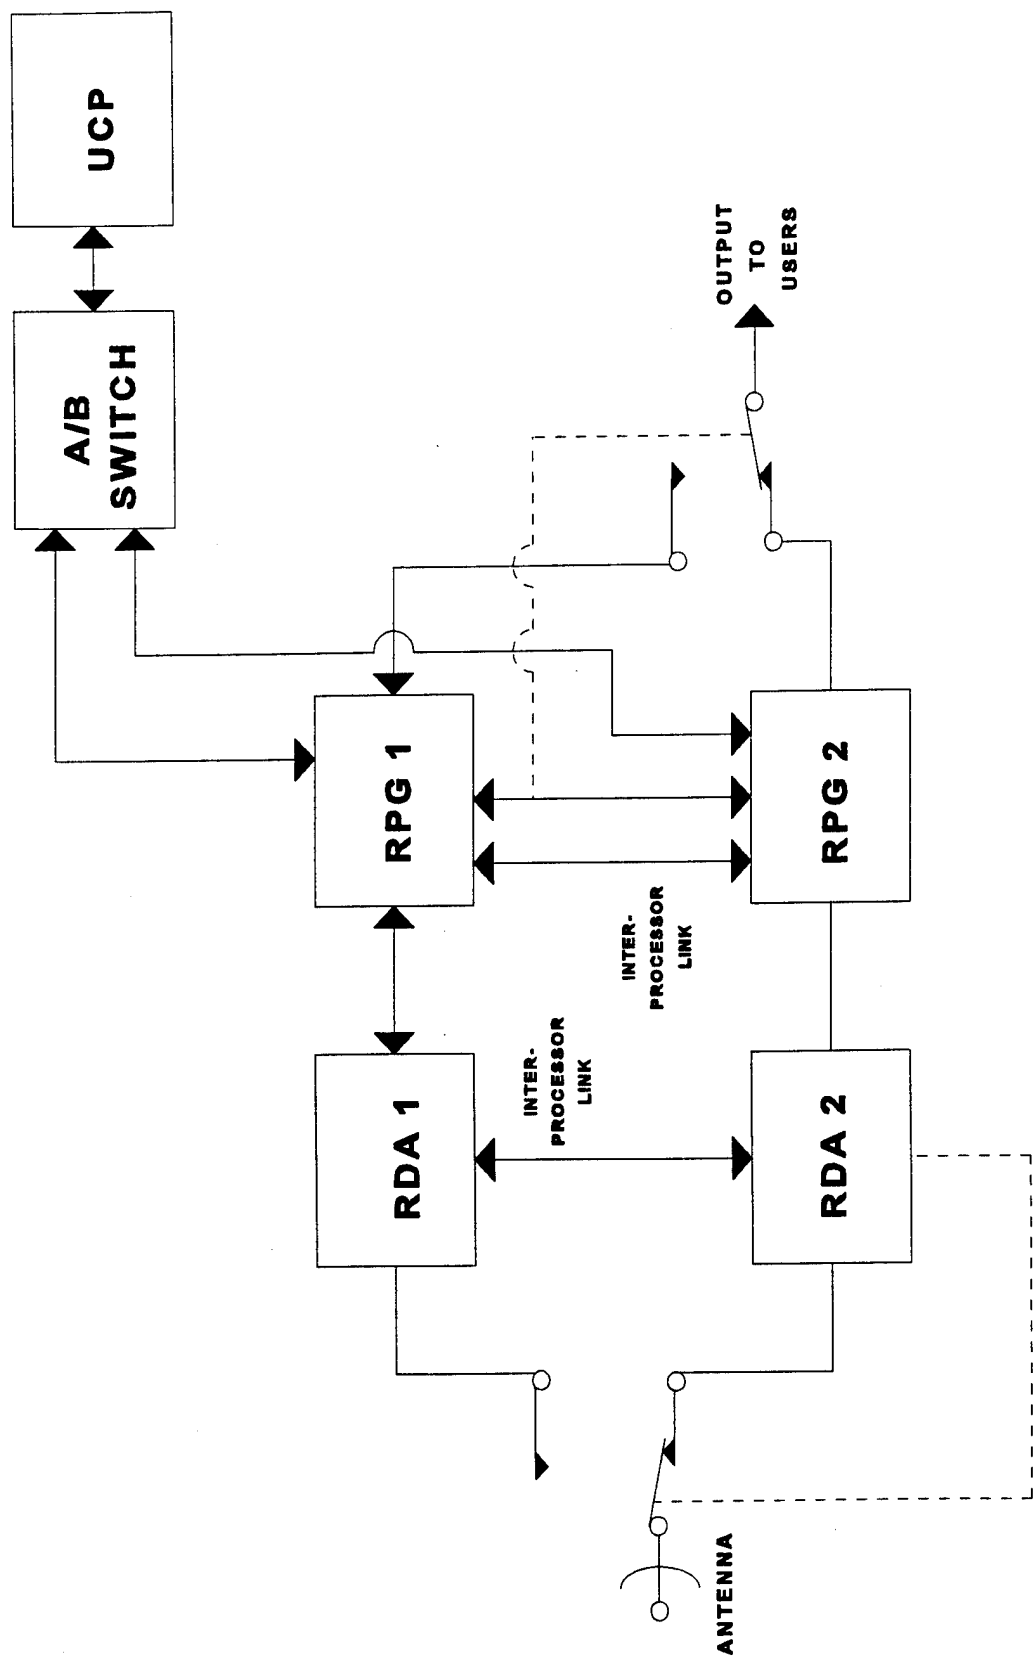 UCP
A/B
SWITCH
RPG 1
RDA 1
INTER-
PROCESSOR
LINK
INTER-
PROCESSOR
LINK
RPG 2
RDA 2
OUTPUT
TO
USERS
ANTENNA